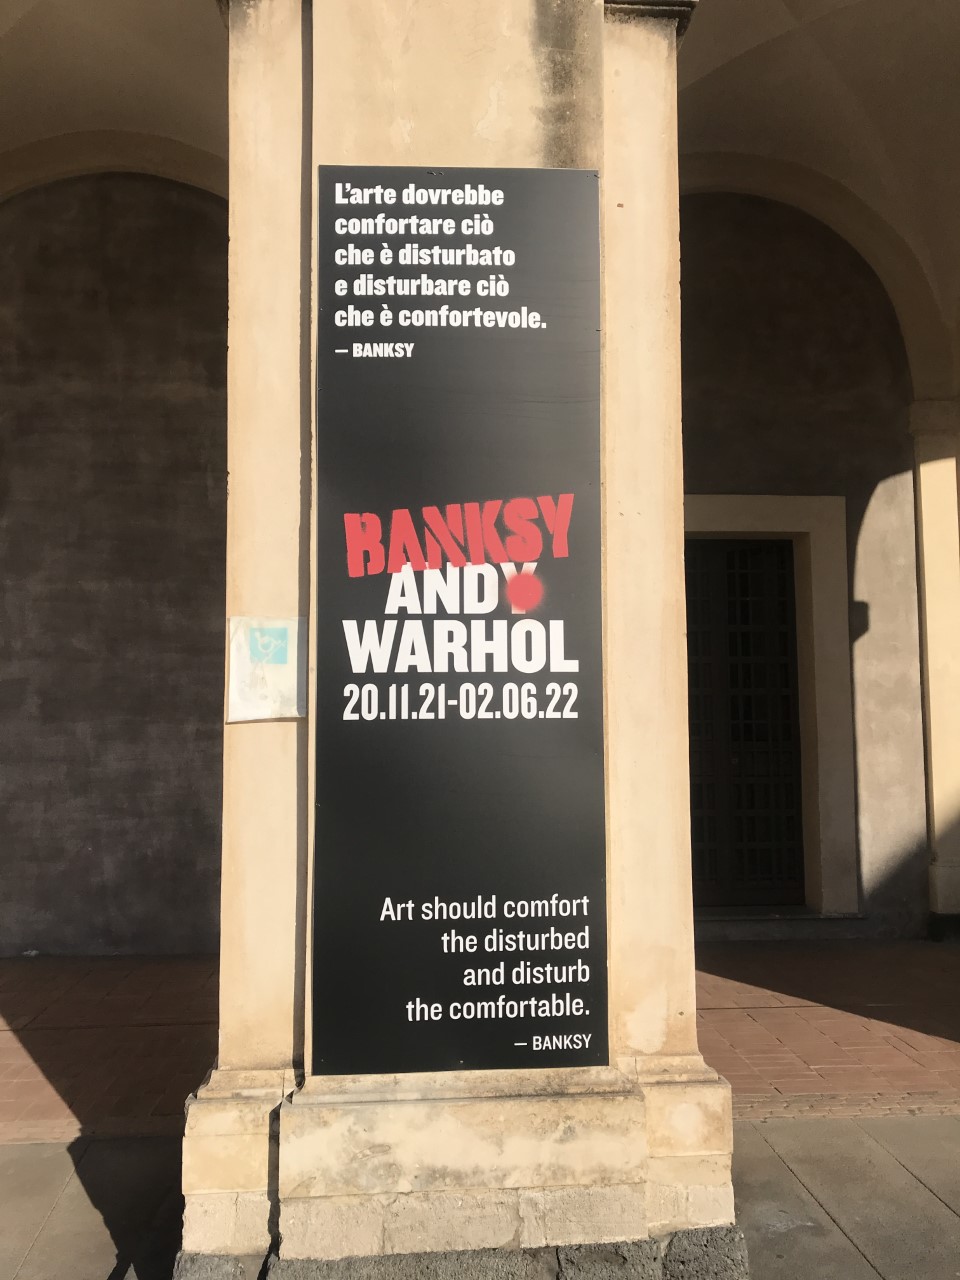 L'arte dovrebbe
confortare ciò
che è disturbato
e disturbare ciò
che è confortevole.
— BANKSY
BANKSY
ANDY
WARHOL
20.11.21-02.06.22
Art should comfort
the disturbed
and disturb
the comfortable.
— BANKSY